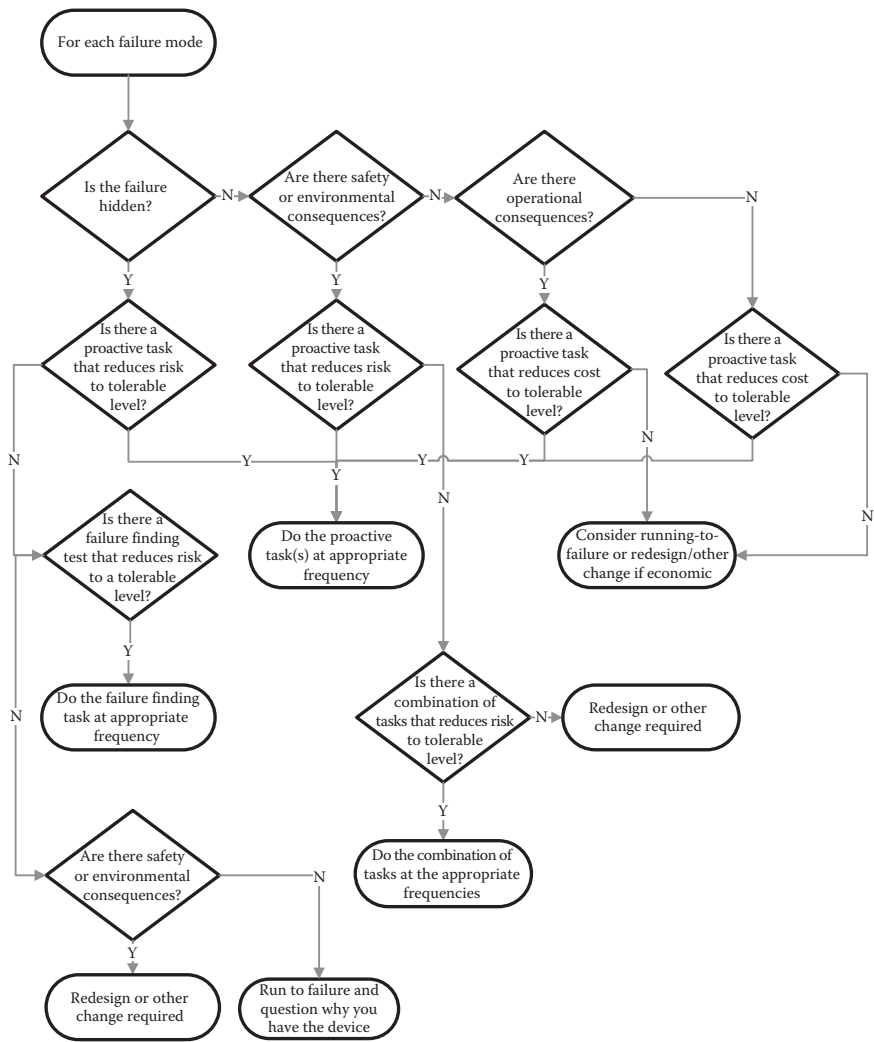 For each failure mode
Is the failure
hidden?
N
Are there safety
or environmental
consequences?
N
Are there
operational
consequences?
N
Y
Y
Y
Is there a
proactive task
that reduces risk
to tolerable
level?
Is there a
proactive task
that reduces risk
to tolerable
level?
Is there a
proactive task
that reduces cost
to tolerable
level?
Is there a
proactive task
that reduces cost
to tolerable
level?
N
Y
Y
Y
Y
N
N
N
Is there a
failure finding
test that reduces risk
to a tolerable
level?
Do the proactive
task(s) at appropriate
frequency
Consider running-to-
failure or redesign/other
change if economic
Y
Do the failure finding
task at appropriate
frequency
N
Is there a
combination of
tasks that reduces risk
to tolerable
level?
N
Redesign or other
change required
Y
Do the combination of
tasks at the appropriate
frequencies
Are there safety
or environmental
consequences?
N
Y
Redesign or other
change required
Run to failure and
question why you
have the device